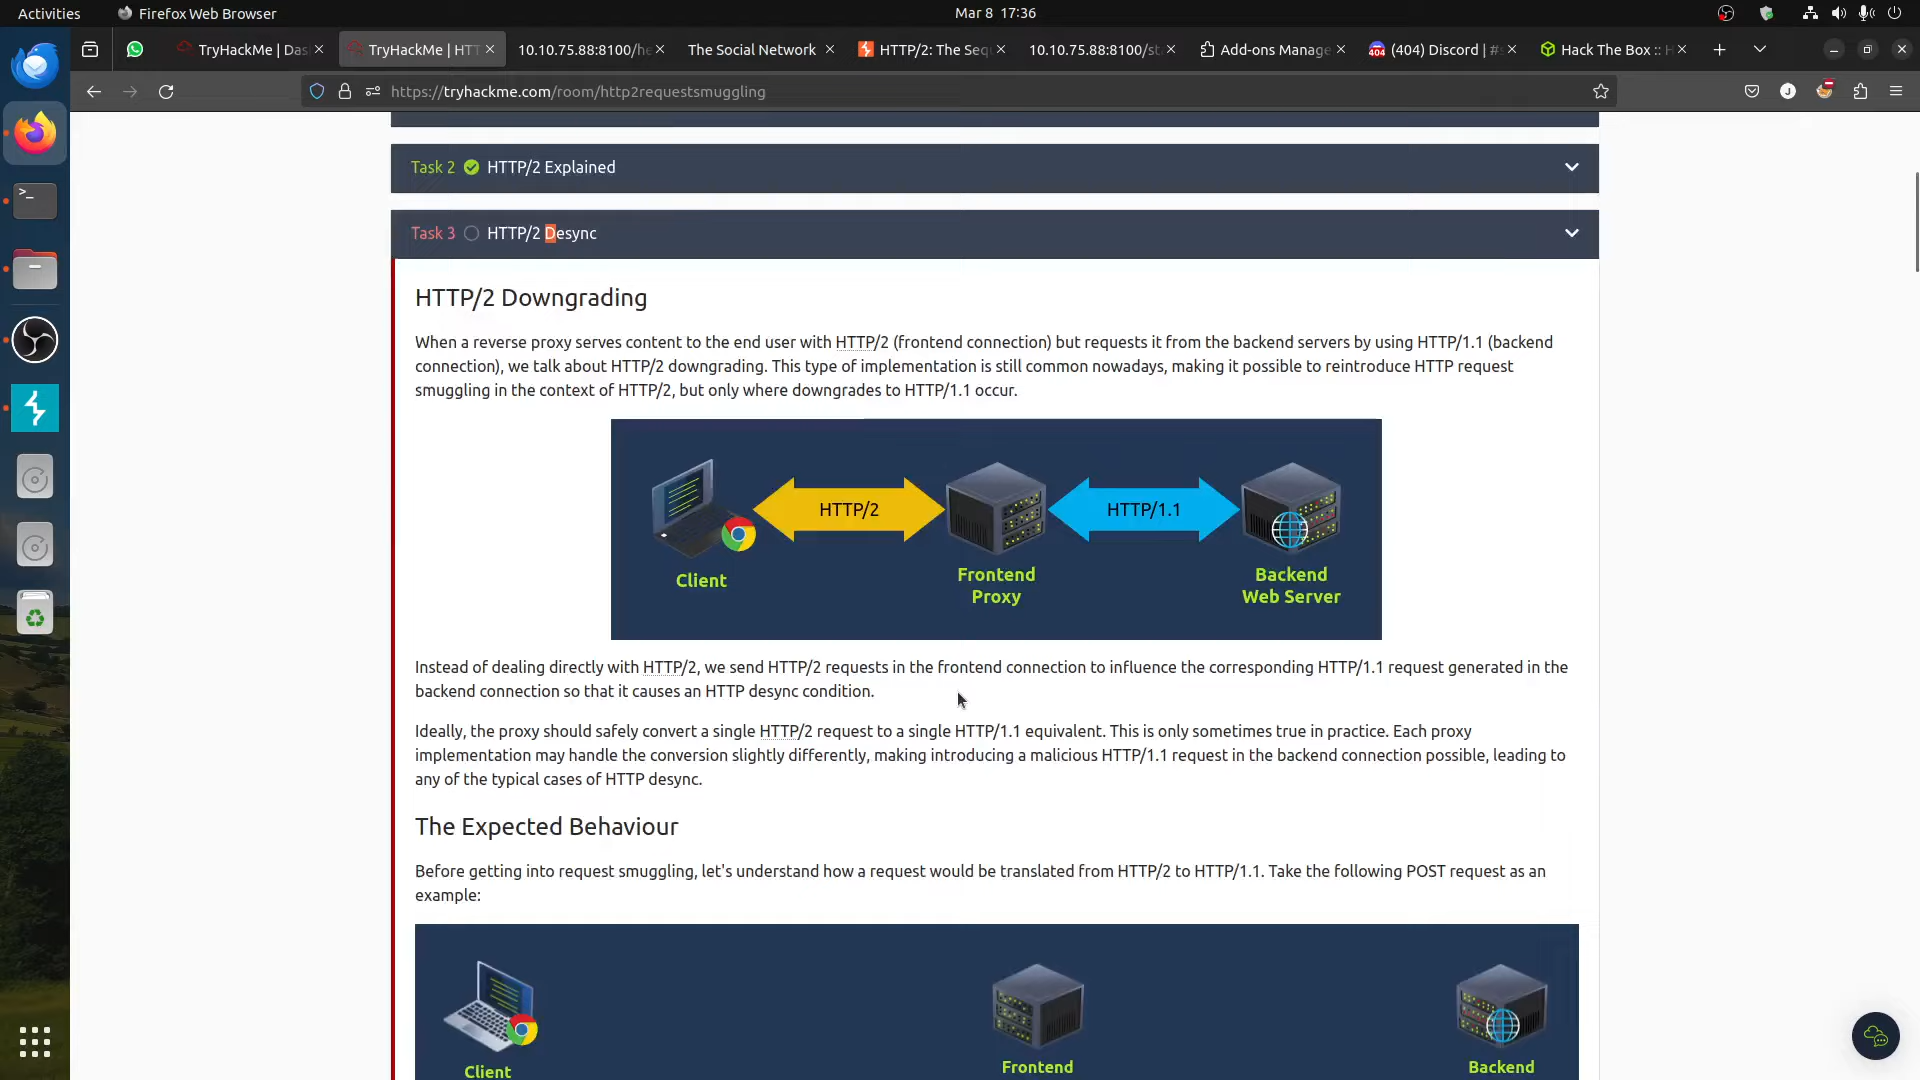 Activities
Firefox Web Browser
Mar 8 17:36
TryHackMe | Das
TryHackMe | HTT
10.10.75.88:8100/he
The Social Network
HTTP/2: The Seq
10.10.75.88:8100/st
Add-ons Manage
(404) Discord | #s
Hack The Box :: H
https://tryhackme.com/room/http2requestsmuggling
J
Task 2 HTTP/2 Explained
Task 3 HTTP/2 Desync
HTTP/2 Downgrading
When a reverse proxy serves content to the end user with HTTP/2 (frontend connection) but requests it from the backend servers by using HTTP/1.1 (backend
connection), we talk about HTTP/2 downgrading. This type of implementation is still common nowadays, making it possible to reintroduce HTTP request
smuggling in the context of HTTP/2, but only where downgrades to HTTP/1.1 occur.
HTTP/2
HTTP/1.1
Client
Frontend
Proxy
Backend
Web Server
Instead of dealing directly with HTTP/2, we send HTTP/2 requests in the frontend connection to influence the corresponding HTTP/1.1 request generated in the
backend connection so that it causes an HTTP desync condition.
Ideally, the proxy should safely convert a single HTTP/2 request to a single HTTP/1.1 equivalent. This is only sometimes true in practice. Each proxy
implementation may handle the conversion slightly differently, making introducing a malicious HTTP/1.1 request in the backend connection possible, leading to
any of the typical cases of HTTP desync.
The Expected Behaviour
Before getting into request smuggling, let's understand how a request would be translated from HTTP/2 to HTTP/1.1. Take the following POST request as an
example:
Client
Frontend
Backend